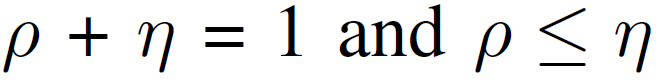 ρ + η = 1 and ρ ≤ η